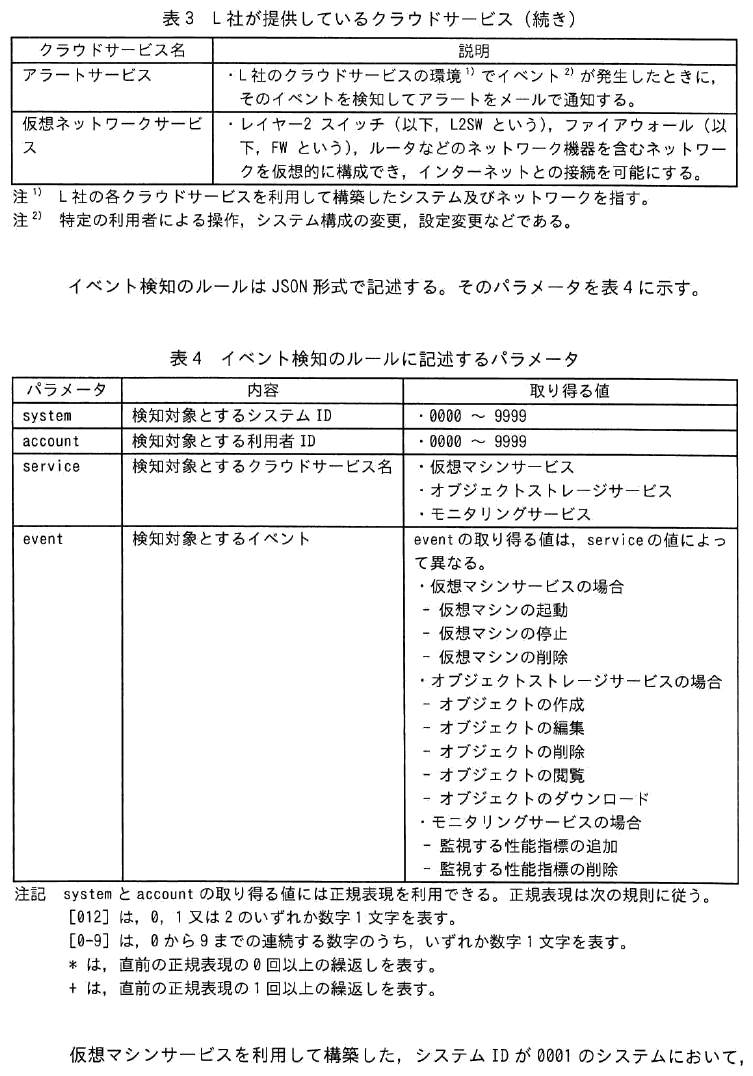 表3 L社が提供しているクラウドサービス（続き）
クラウドサービス名 説明
アラートサービス ・L社のクラウドサービスの環境1)でイベント2)が発生したときに，
そのイベントを検知してアラートをメールで通知する。
仮想ネットワークサービ ・レイヤー2 スイッチ（以下，L2SW という），ファイアウォール（以
ス 下，FW という），ルータなどのネットワーク機器を含むネットワー
クを仮想的に構成でき，インターネットとの接続を可能にする。
注1) L社の各クラウドサービスを利用して構築したシステム及びネットワークを指す。
注2) 特定の利用者による操作，システム構成の変更，設定変更などである。
イベント検知のルールは JSON 形式で記述する。そのパラメータを表4に示す。
表4 イベント検知のルールに記述するパラメータ
パラメータ 内容 取り得る値
system 検知対象とするシステム ID ・0000 ～ 9999
account 検知対象とする利用者 ID ・0000 ～ 9999
service 検知対象とするクラウドサービス名 ・仮想マシンサービス
・オブジェクトストレージサービス
・モニタリングサービス
event 検知対象とするイベント eventの取り得る値は，serviceの値によっ
て異なる。
・仮想マシンサービスの場合
- 仮想マシンの起動
- 仮想マシンの停止
- 仮想マシンの削除
・オブジェクトストレージサービスの場合
- オブジェクトの作成
- オブジェクトの編集
- オブジェクトの削除
- オブジェクトの閲覧
- オブジェクトのダウンロード
・モニタリングサービスの場合
- 監視する性能指標の追加
- 監視する性能指標の削除
注記 systemとaccountの取り得る値には正規表現を利用できる。正規表現は次の規則に従う。
[012] は，0，1又は2のいずれか数字1文字を表す。
[0-9] は，0から9までの連続する数字のうち，いずれか数字1文字を表す。
* は，直前の正規表現の0回以上の繰返しを表す。
+ は，直前の正規表現の1回以上の繰返しを表す。
仮想マシンサービスを利用して構築した，システム IDが0001のシステムにおいて，